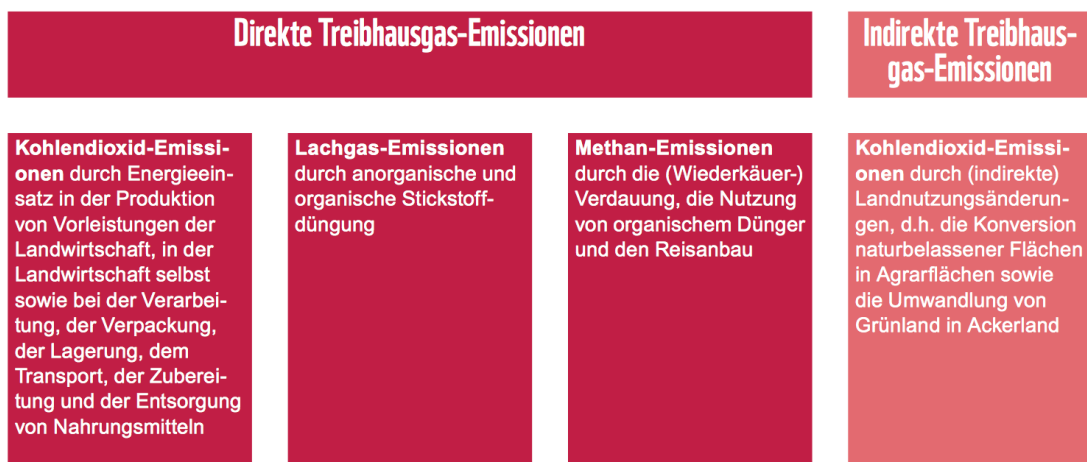 Direkte Treibhausgas-Emissionen
Indirekte Treibhaus-
gas-Emissionen
Kohlendioxid-Emissi-
onen durch Energieein-
satz in der Produktion
von Vorleistungen der
Landwirtschaft, in der
Landwirtschaft selbst
sowie bei der Verarbei-
tung, der Verpackung,
der Lagerung, dem
Transport, der Zuberei-
tung und der Entsorgung
von Nahrungsmitteln
Lachgas-Emissionen
durch anorganische und
organische Stickstoff-
düngung
Methan-Emissionen
durch die (Wiederkäuer-)
Verdauung, die Nutzung
von organischem Dünger
und den Reisanbau
Kohlendioxid-Emissi-
onen durch (indirekte)
Landnutzungsänderun-
gen, d.h. die Konversion
naturbelassener Flächen
in Agrarflächen sowie
die Umwandlung von
Grünland in Ackerland